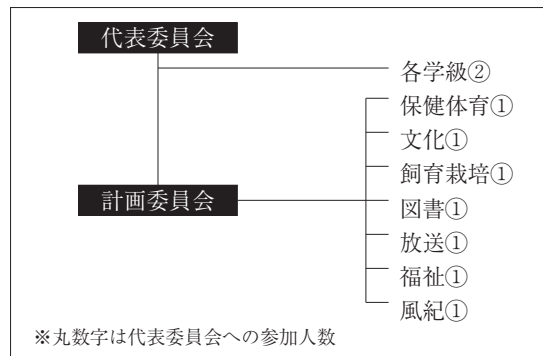 代表委員会
各学級②
保健体育①
文化①
飼育栽培①
計画委員会
図書①
放送①
福祉①
風紀①
※丸数字は代表委員会への参加人数